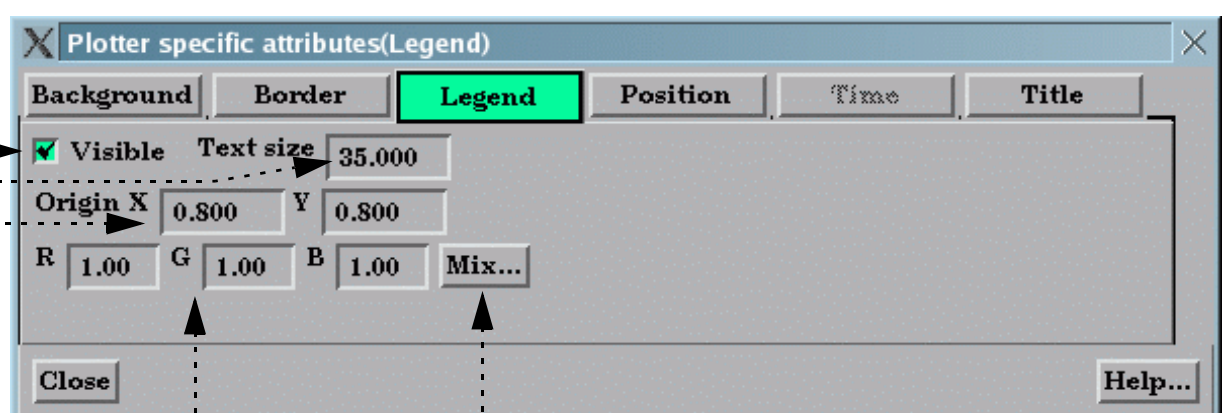 Plotter specific attributes(Legend)
Background Border Legend Position Time Title
Visible Text size 35.000
Origin X 0.800 Y 0.800
R 1.00 G 1.00 B 1.00 Mix...
Close Help...